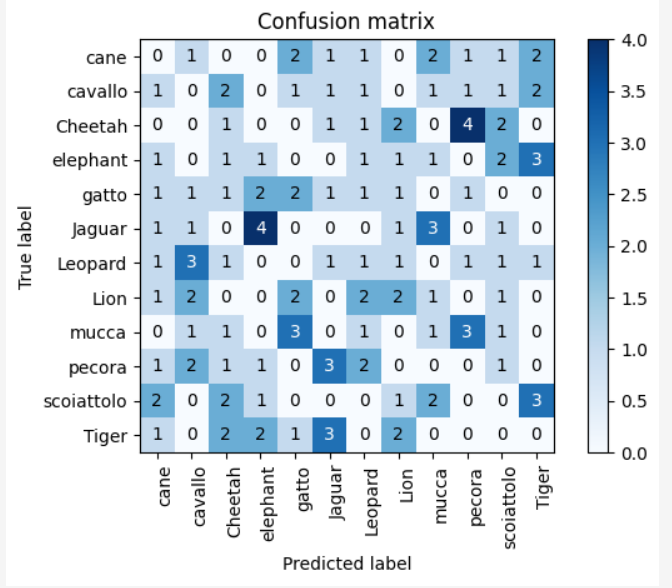 Confusion matrix
cane 0 1 0 0 2 1 1 0 2 1 1 2
cavallo 1 0 2 0 1 1 1 0 1 1 1 2
Cheetah 0 0 1 0 0 1 1 2 0 4 2 0
elephant 1 0 1 1 0 0 1 1 1 0 2 3
gatto 1 1 1 2 2 1 1 1 0 1 0 0
Jaguar 1 1 0 4 0 0 0 1 3 0 1 0
Leopard 1 3 1 0 0 1 1 1 0 1 1 1
Lion 1 2 0 0 2 0 2 2 1 0 1 0
mucca 0 1 1 0 3 0 1 0 1 3 1 0
pecora 1 2 1 1 0 3 2 0 0 0 1 0
scoiattolo 2 0 2 1 0 0 0 1 2 0 0 3
Tiger 1 0 2 2 1 3 0 2 0 0 0 0
True label
cane cavallo Cheetah elephant gatto Jaguar Leopard Lion mucca pecora scoiattolo Tiger
Predicted label
4.0
3.5
3.0
2.5
2.0
1.5
1.0
0.5
0.0